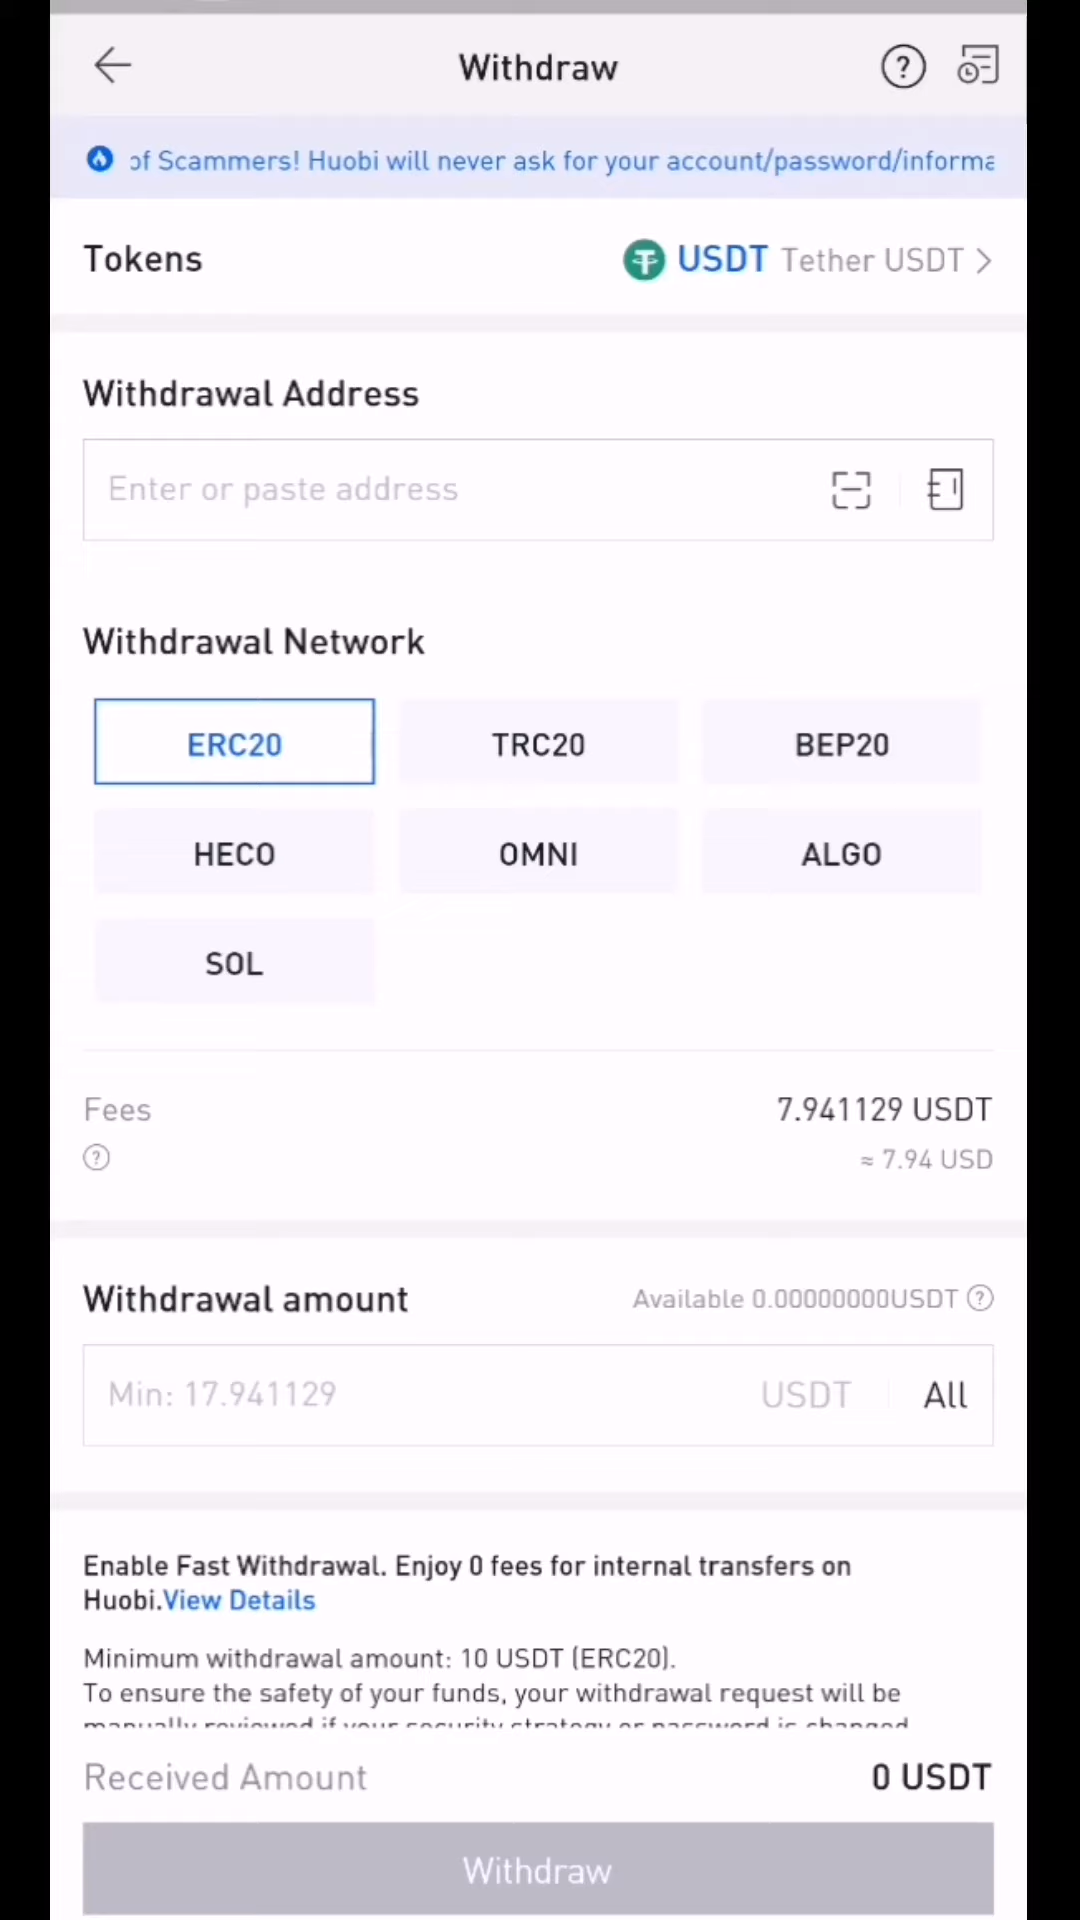 Withdraw
of Scammers! Huobi will never ask for your account/password/informa
Tokens
USDT Tether USDT
Withdrawal Address
Enter or paste address
Withdrawal Network
ERC20 TRC20 BEP20
HECO OMNI ALGO
SOL
Fees 7.941129 USDT
≈ 7.94 USD
Withdrawal amount Available 0.00000000USDT
Min: 17.941129 USDT All
Enable Fast Withdrawal. Enjoy 0 fees for internal transfers on
Huobi.View Details
Minimum withdrawal amount: 10 USDT (ERC20).
To ensure the safety of your funds, your withdrawal request will be
manually reviewed if your security strategy or password is changed
Received Amount 0 USDT
Withdraw